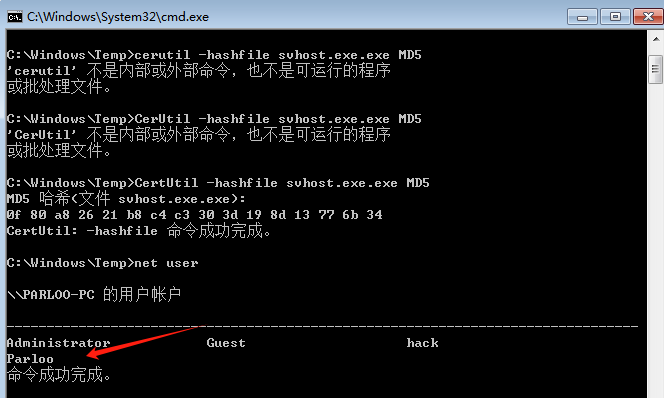 C:\Windows\System32\cmd.exe
C:\Windows\Temp>cerutil -hashfile svhost.exe.exe MD5
'cerutil' 不是内部或外部命令，也不是可运行的程序
或批处理文件。
C:\Windows\Temp>CerUtil -hashfile svhost.exe.exe MD5
'CerUtil' 不是内部或外部命令，也不是可运行的程序
或批处理文件。
C:\Windows\Temp>CertUtil -hashfile svhost.exe.exe MD5
MD5 哈希(文件 svhost.exe.exe):
0f 80 a8 26 21 b8 c4 c3 30 3d 19 8d 13 77 6b 34
CertUtil: -hashfile 命令成功完成。
C:\Windows\Temp>net user
\\PARLOO-PC 的用户帐户
-------------------------------------------------------------------------------
Administrator Guest hack
Parloo
命令成功完成。